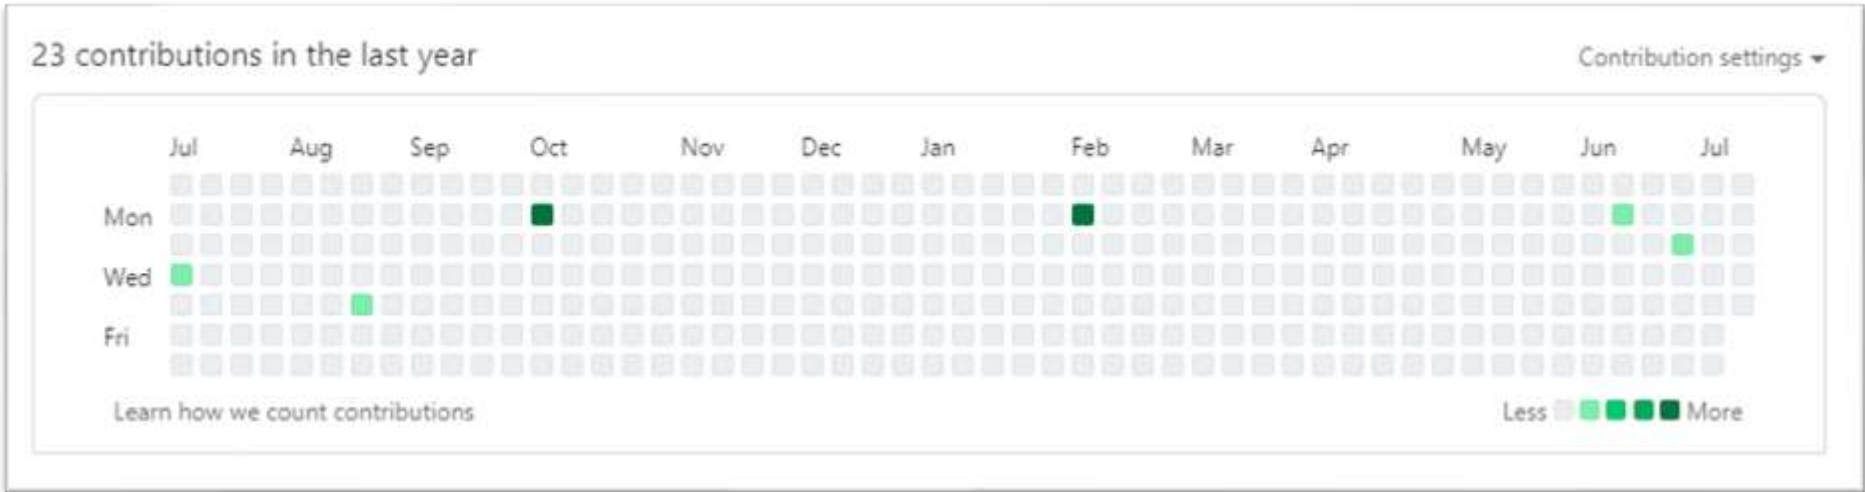 23 contributions in the last year
Contribution settings
Jul Aug Sep Oct Nov Dec Jan Feb Mar Apr May Jun Jul
Mon
Wed
Fri
Learn how we count contributions
Less More